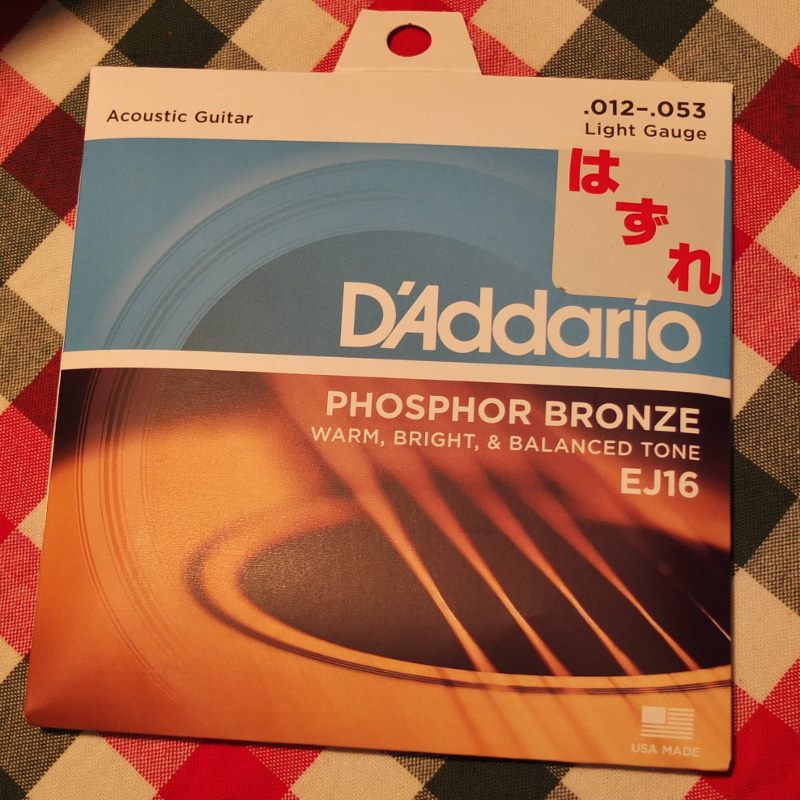 Acoustic Guitar
.012–.053
Light Gauge
はずれ
D'Addario
PHOSPHOR BRONZE
WARM, BRIGHT, & BALANCED TONE
EJ16
USA MADE